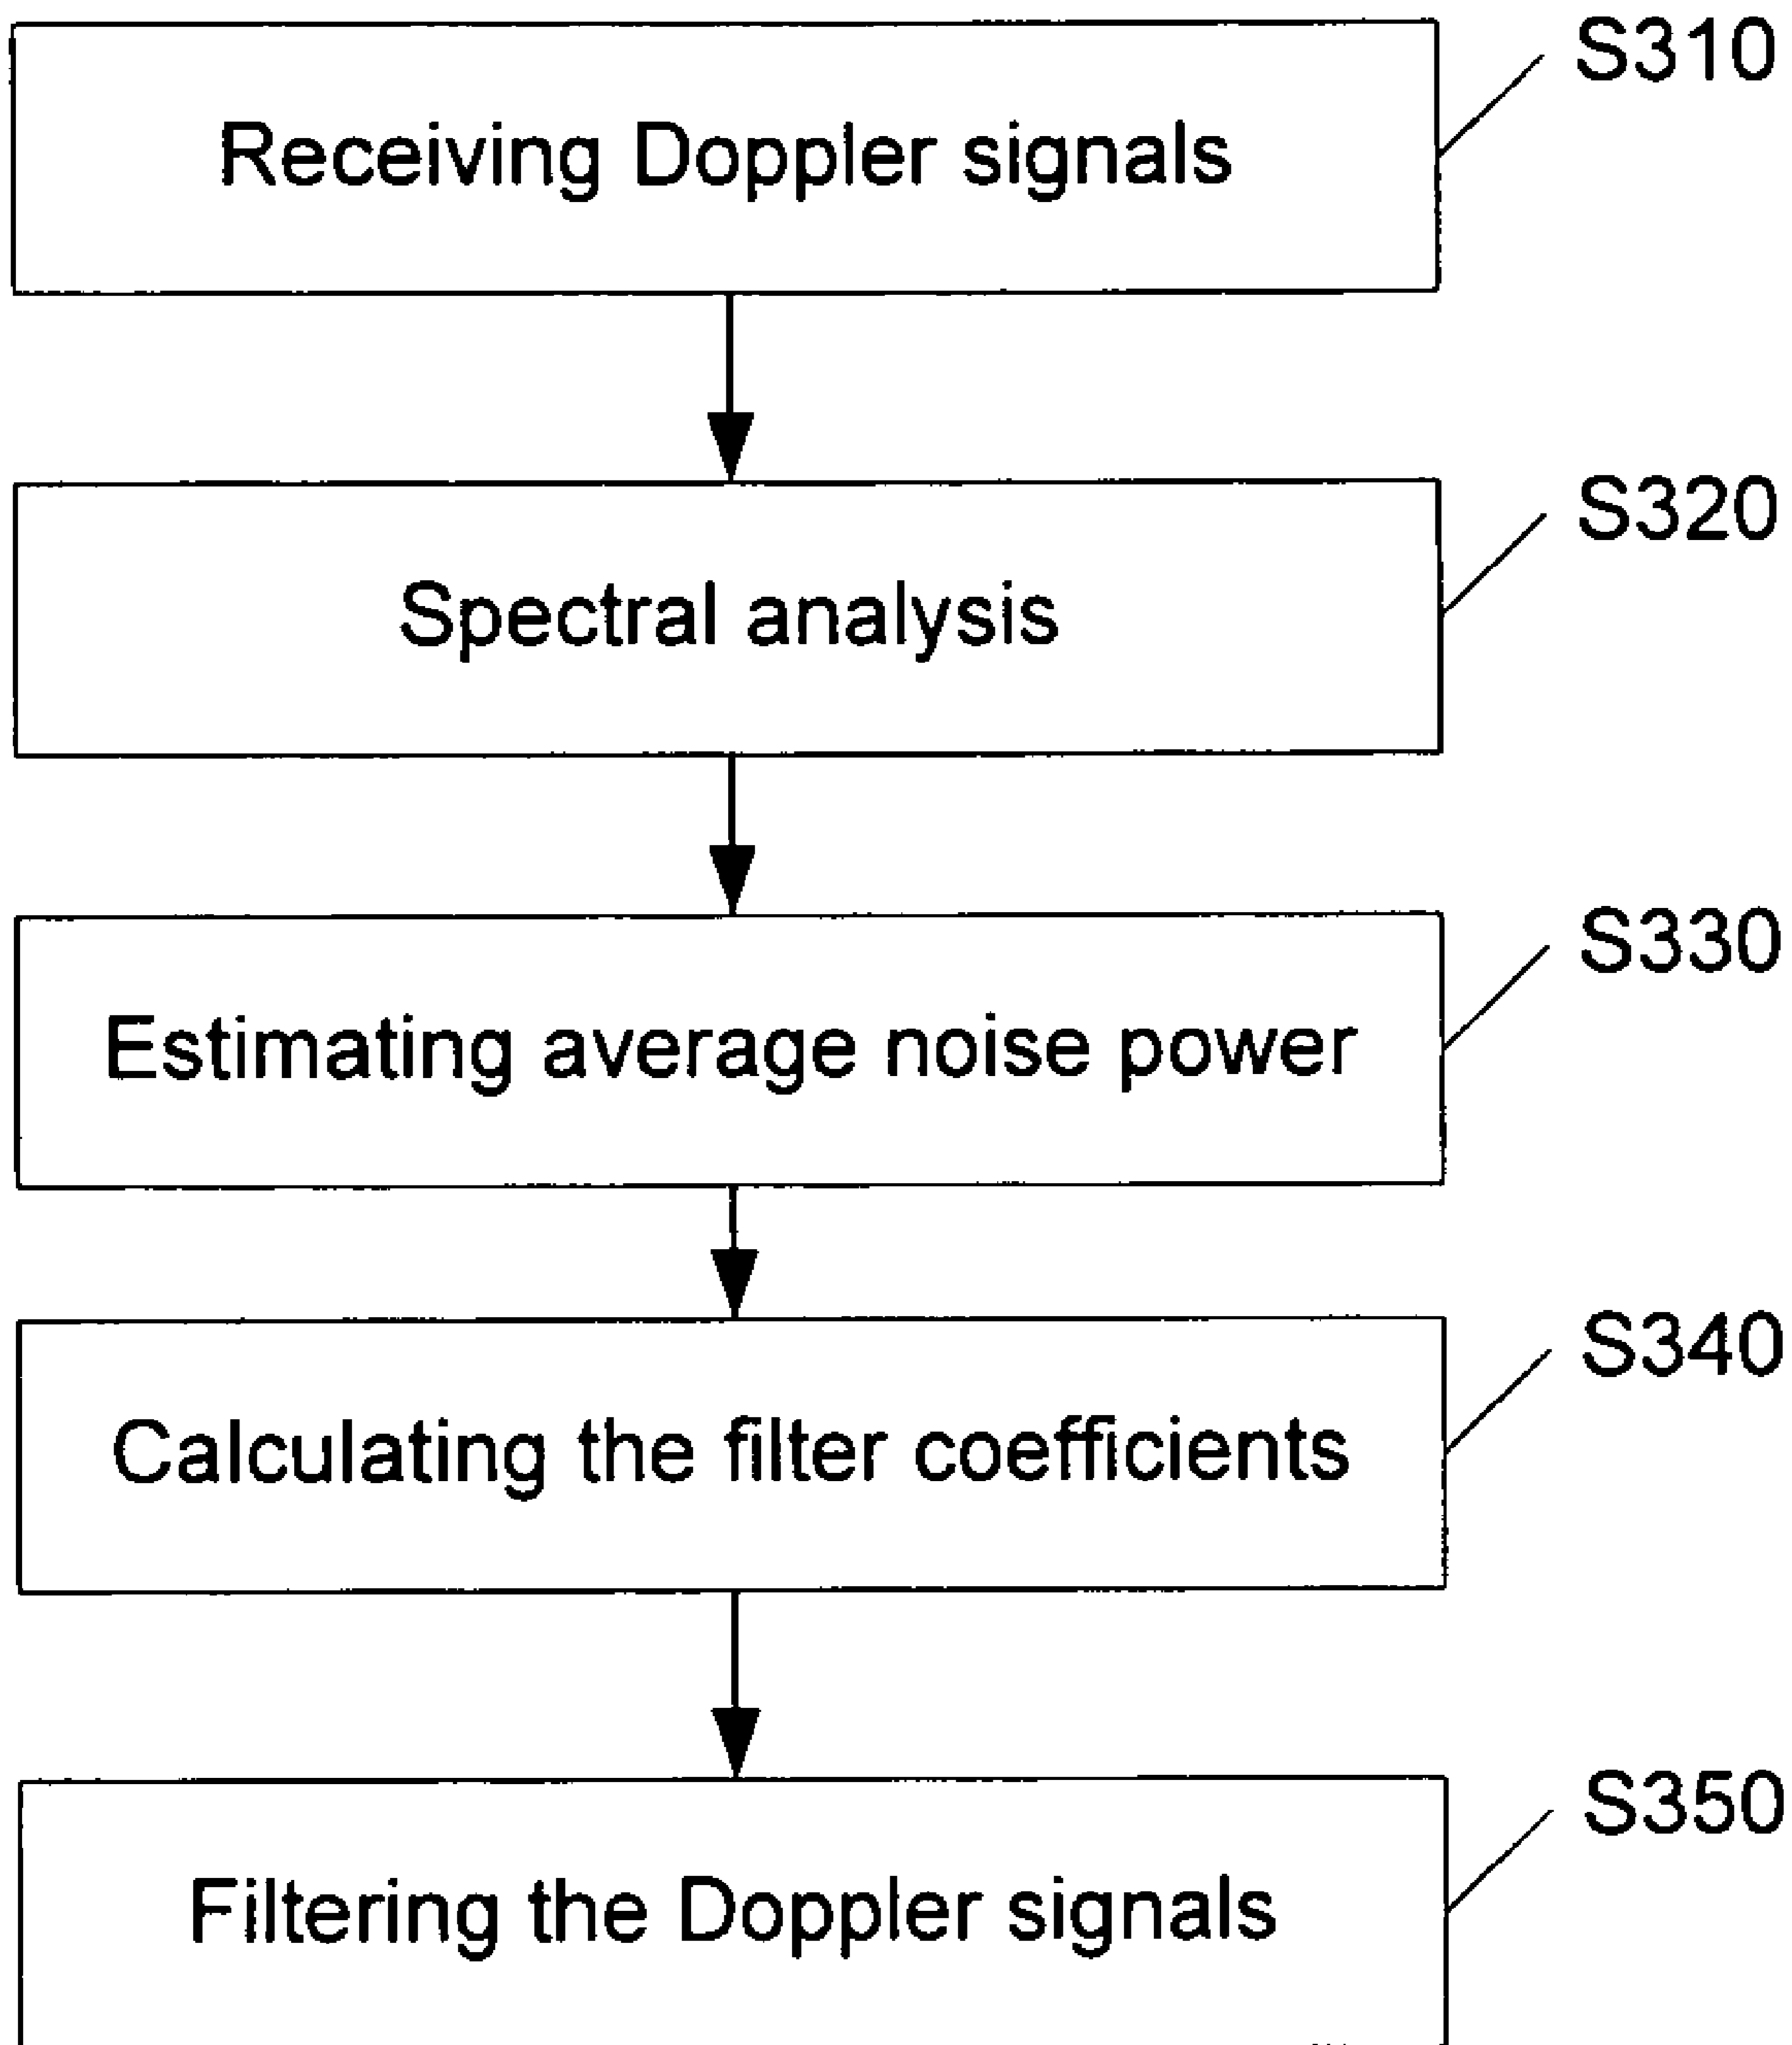 S310
Receiving Doppler signals
S320
Spectral analysis
S330
Estimating average noise power
S340
Calculating the filter coefficients
S350
Filtering the Doppler signals